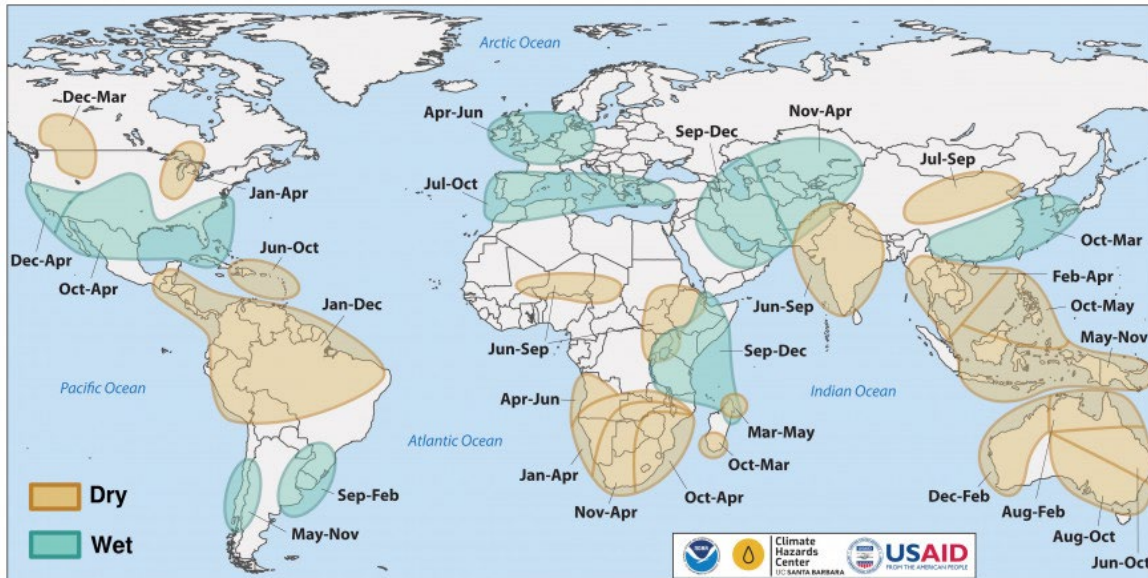 Arctic Ocean
Dec-Mar
Apr-Jun
Nov-Apr
Sep-Dec
Jul-Sep
Jan-Apr
Jul-Oct
Dec-Apr
Jun-Oct
Oct-Mar
Oct-Apr
Feb-Apr
Jun-Sep
Oct-May
Jan-Dec
Jun-Sep
Sep-Dec
May-Nov
Pacific Ocean
Indian Ocean
Apr-Jun
Atlantic Ocean
Mar-May
Jan-Apr
Oct-Mar
Dry
Sep-Feb
Nov-Apr
Oct-Apr
Dec-Feb
Aug-Feb
Wet
May-Nov
Aug-Oct
Jun-Oct
NOAA
Climate
Hazards
Center
UC SANTA BARBARA
USAID
FROM THE AMERICAN PEOPLE